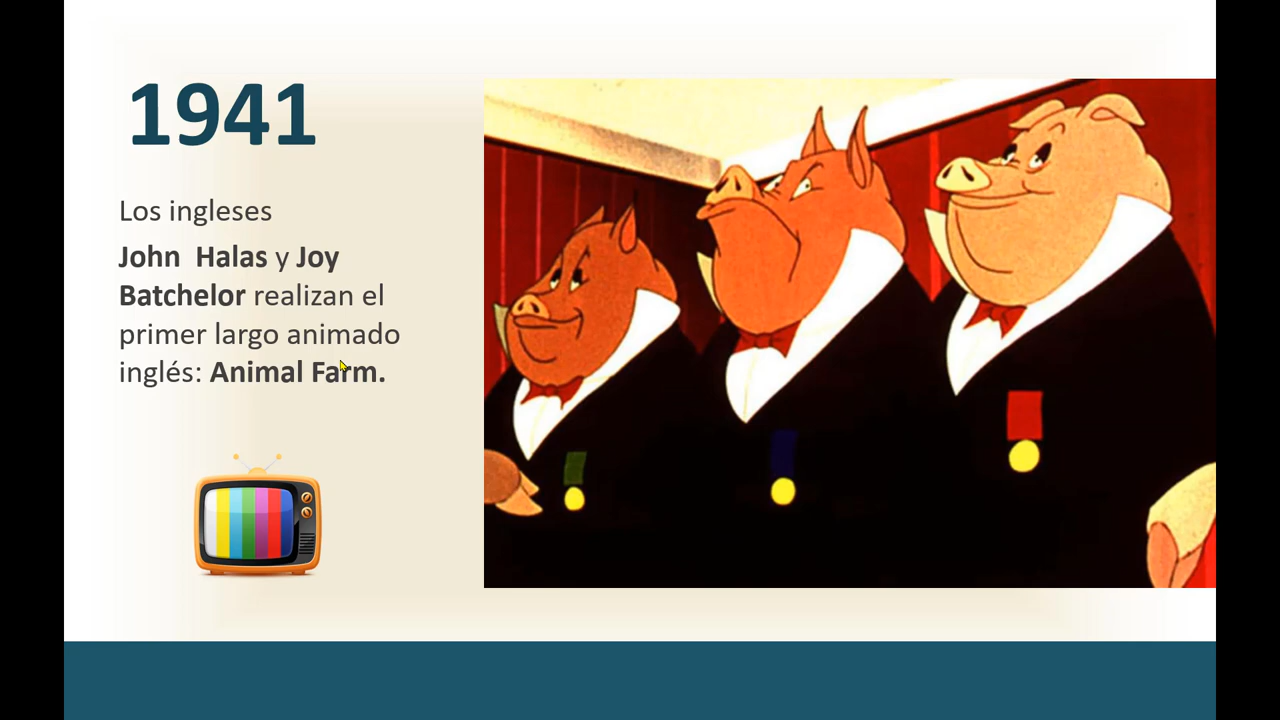 1941
Los ingleses
John Halas y Joy
Batchelor realizan el
primer largo animado
inglés: Animal Farm.